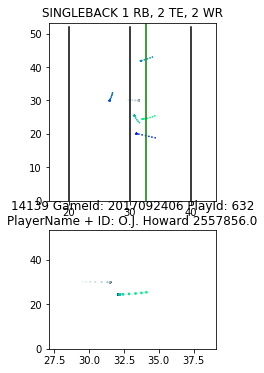 SINGLEBACK 1 RB, 2 TE, 2 WR
50
40
30
20
10
0
20 30 40
14139 GameId: 2017092406 PlayId: 632
PlayerName + ID: O.J. Howard 2557856.0
40
20
0
27.5 30.0 32.5 35.0 37.5